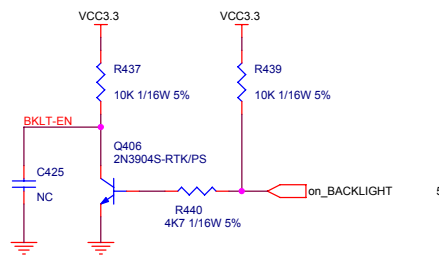 VCC3.3
VCC3.3
R437
10K 1/16W 5%
R439
10K 1/16W 5%
BKLT-EN
Q406
2N3904S-RTK/PS
C425
NC
R440
4K7 1/16W 5%
on_BACKLIGHT